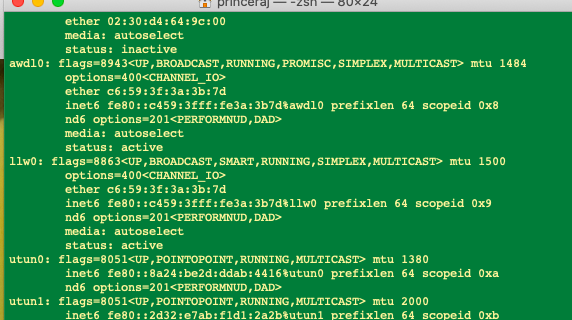 princeraj — -zsh — 80×24
ether 02:30:d4:64:9c:00
media: autoselect
status: inactive
awdl0: flags=8943<UP,BROADCAST,RUNNING,PROMISC,SIMPLEX,MULTICAST> mtu 1484
options=400<CHANNEL_IO>
ether c6:59:3f:3a:3b:7d
inet6 fe80::c459:3fff:fe3a:3b7d%awdl0 prefixlen 64 scopeid 0x8
nd6 options=201<PERFORMNUD,DAD>
media: autoselect
status: active
llw0: flags=8863<UP,BROADCAST,SMART,RUNNING,SIMPLEX,MULTICAST> mtu 1500
options=400<CHANNEL_IO>
ether c6:59:3f:3a:3b:7d
inet6 fe80::c459:3fff:fe3a:3b7d%llw0 prefixlen 64 scopeid 0x9
nd6 options=201<PERFORMNUD,DAD>
media: autoselect
status: active
utun0: flags=8051<UP,POINTOPOINT,RUNNING,MULTICAST> mtu 1380
inet6 fe80::8a24:be2d:ddab:4416%utun0 prefixlen 64 scopeid 0xa
nd6 options=201<PERFORMNUD,DAD>
utun1: flags=8051<UP,POINTOPOINT,RUNNING,MULTICAST> mtu 2000
inet6 fe80::2d32:e7ab:f1d1:2a2b%utun1 prefixlen 64 scopeid 0xb